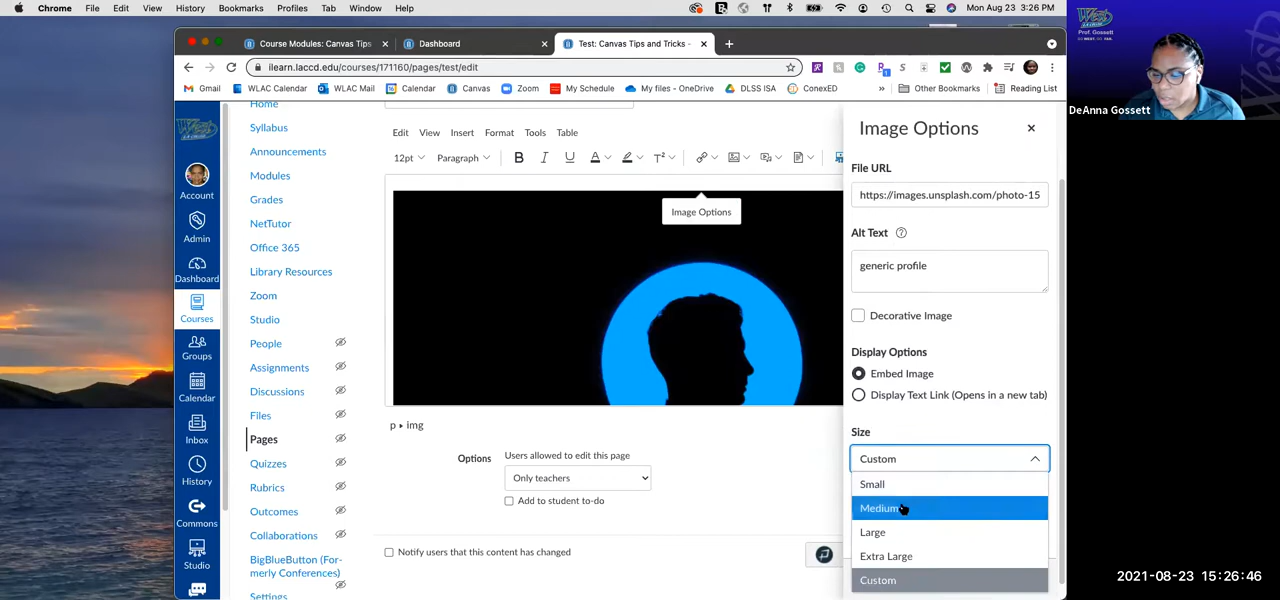 Chrome File Edit View History Bookmarks Profiles Tab Window Help
Mon Aug 23 3:26 PM
West
Prof. Gossett
GO WEST. GO FAR.
DeAnna Gossett
Course Modules: Canvas Tips
Dashboard
Test: Canvas Tips and Tricks -
ilearn.laccd.edu/courses/171160/pages/test/edit
Gmail WLAC Calendar WLAC Mail Calendar Canvas Zoom My Schedule My files - OneDrive DLSS ISA ConexED » Other Bookmarks Reading List
Account
Admin
Dashboard
Courses
Groups
Calendar
Inbox
History
Commons
Studio
Home
Syllabus
Announcements
Modules
Grades
NetTutor
Office 365
Library Resources
Zoom
Studio
People
Assignments
Discussions
Files
Pages
Quizzes
Rubrics
Outcomes
Collaborations
BigBlueButton (For-
merly Conferences)
Settings
Edit View Insert Format Tools Table
12pt Paragraph B I U A T²
Image Options
p ▸ img
Options
Users allowed to edit this page
Only teachers
Add to student to-do
Notify users that this content has changed
Image Options
File URL
https://images.unsplash.com/photo-15
Alt Text
generic profile
Decorative Image
Display Options
Embed Image
Display Text Link (Opens in a new tab)
Size
Custom
Small
Medium
Large
Extra Large
Custom
2021-08-23 15:26:46